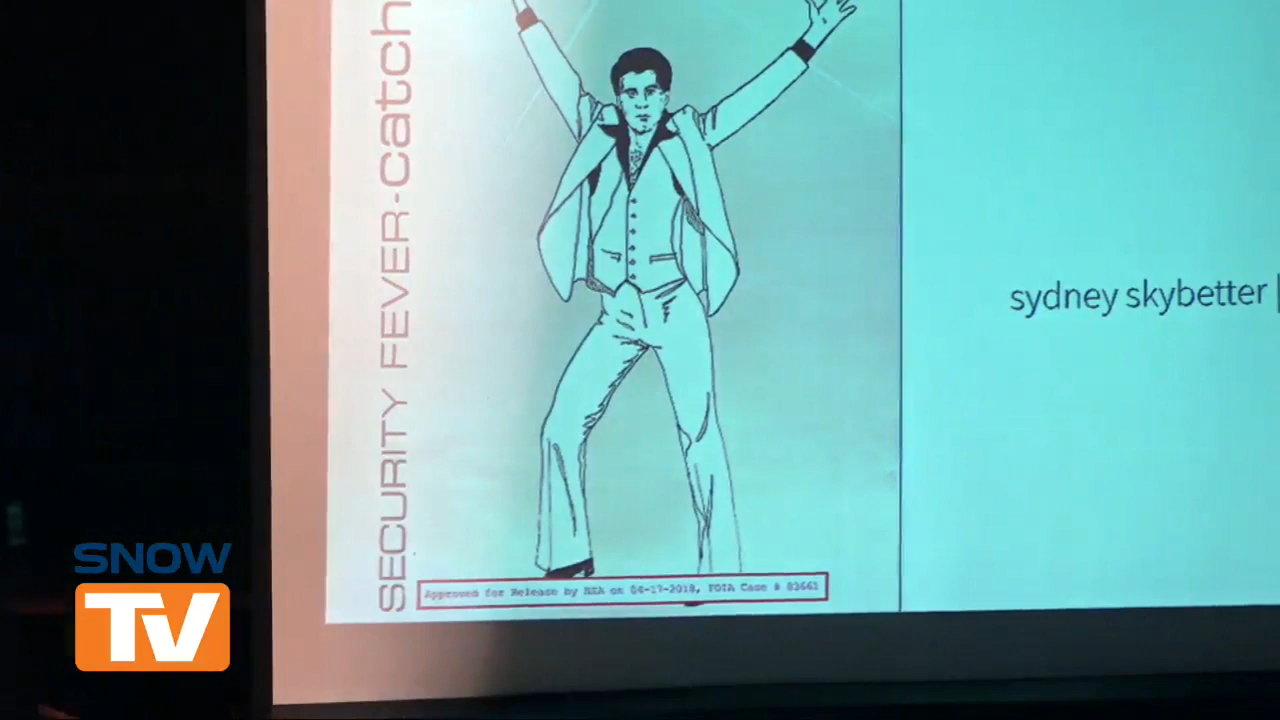 SECURITY FEVER-catch
sydney skybetter
Approved for Release by NSA on 04-17-2018, FOIA Case # 83661
SNOW
TV